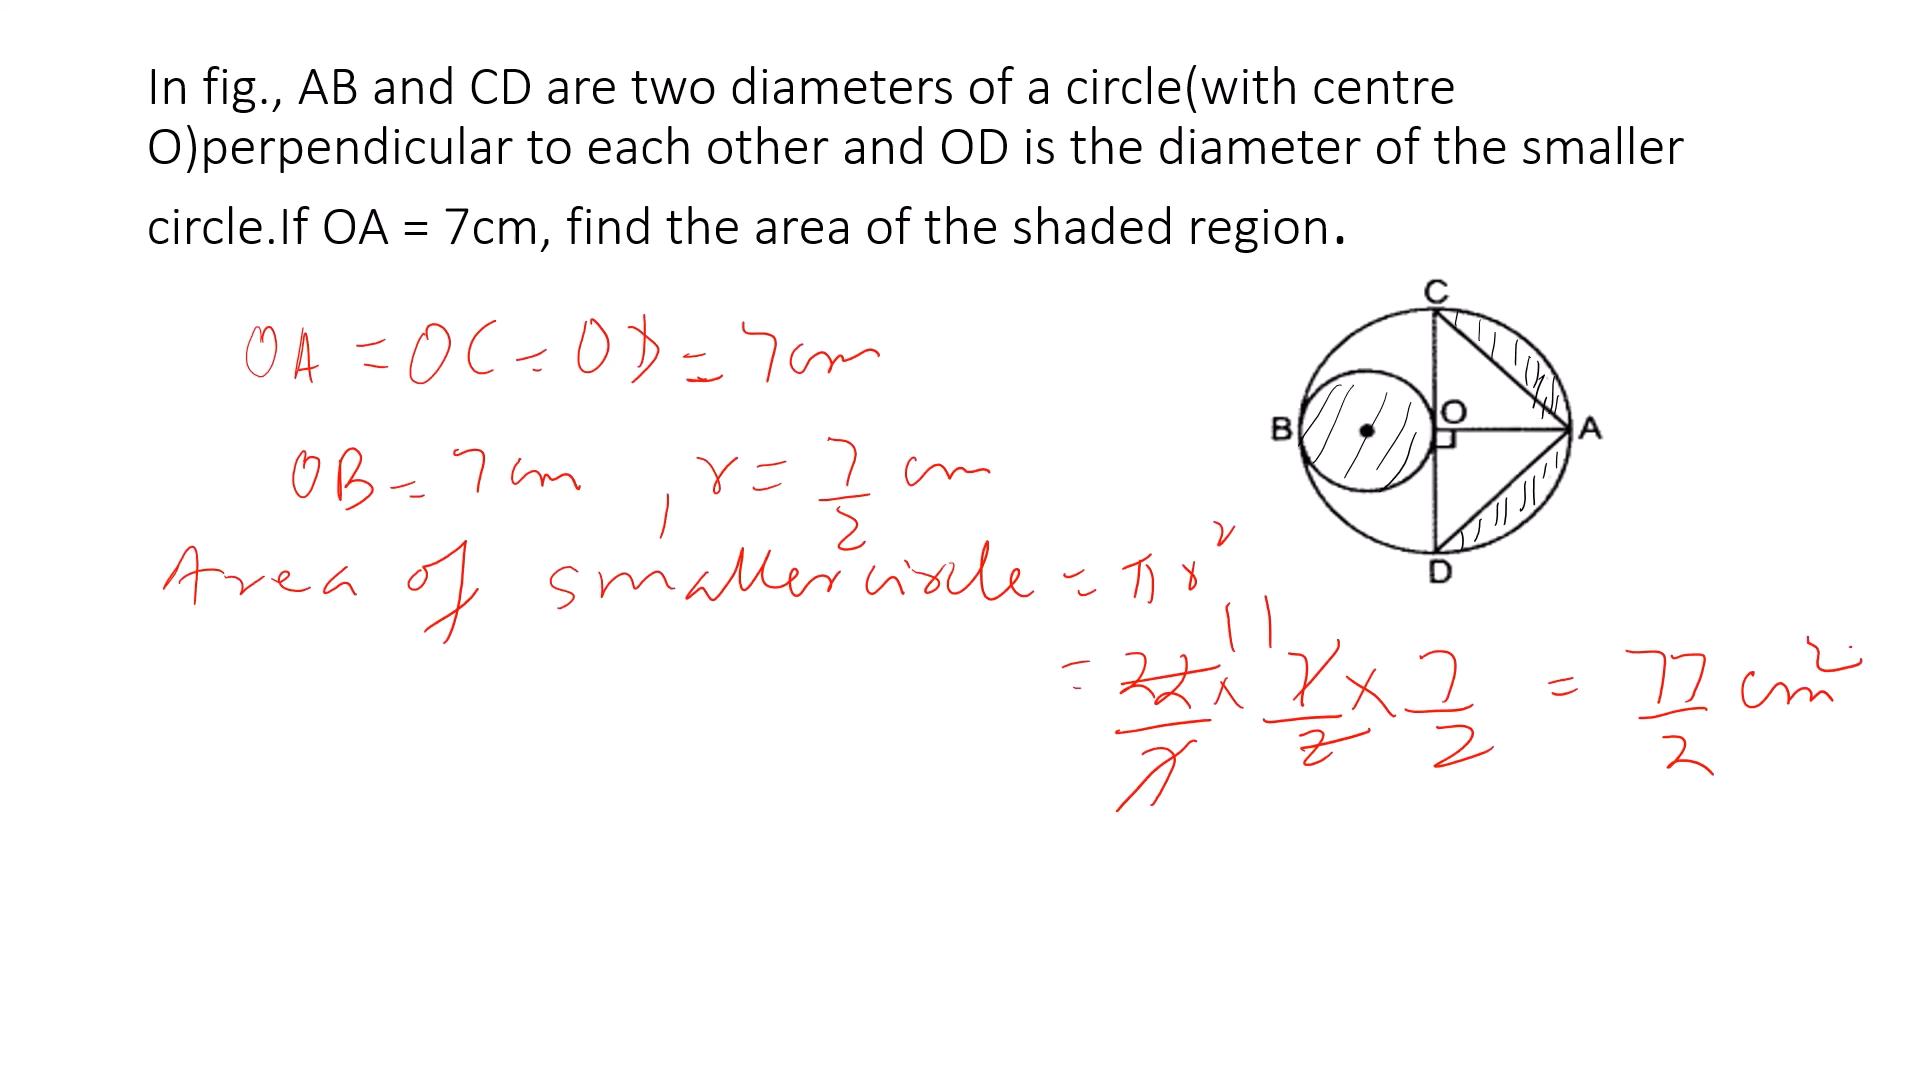 In fig., AB and CD are two diameters of a circle(with centre
O)perpendicular to each other and OD is the diameter of the smaller
circle.If OA = 7cm, find the area of the shaded region.
C
O
B
A
D
OA = OC = OD = 7cm
OB = 7cm , r = 7/2 cm
Area of smaller circle = πr²
11
= 22/7 × 7/2 × 7/2 = 77/2 cm²